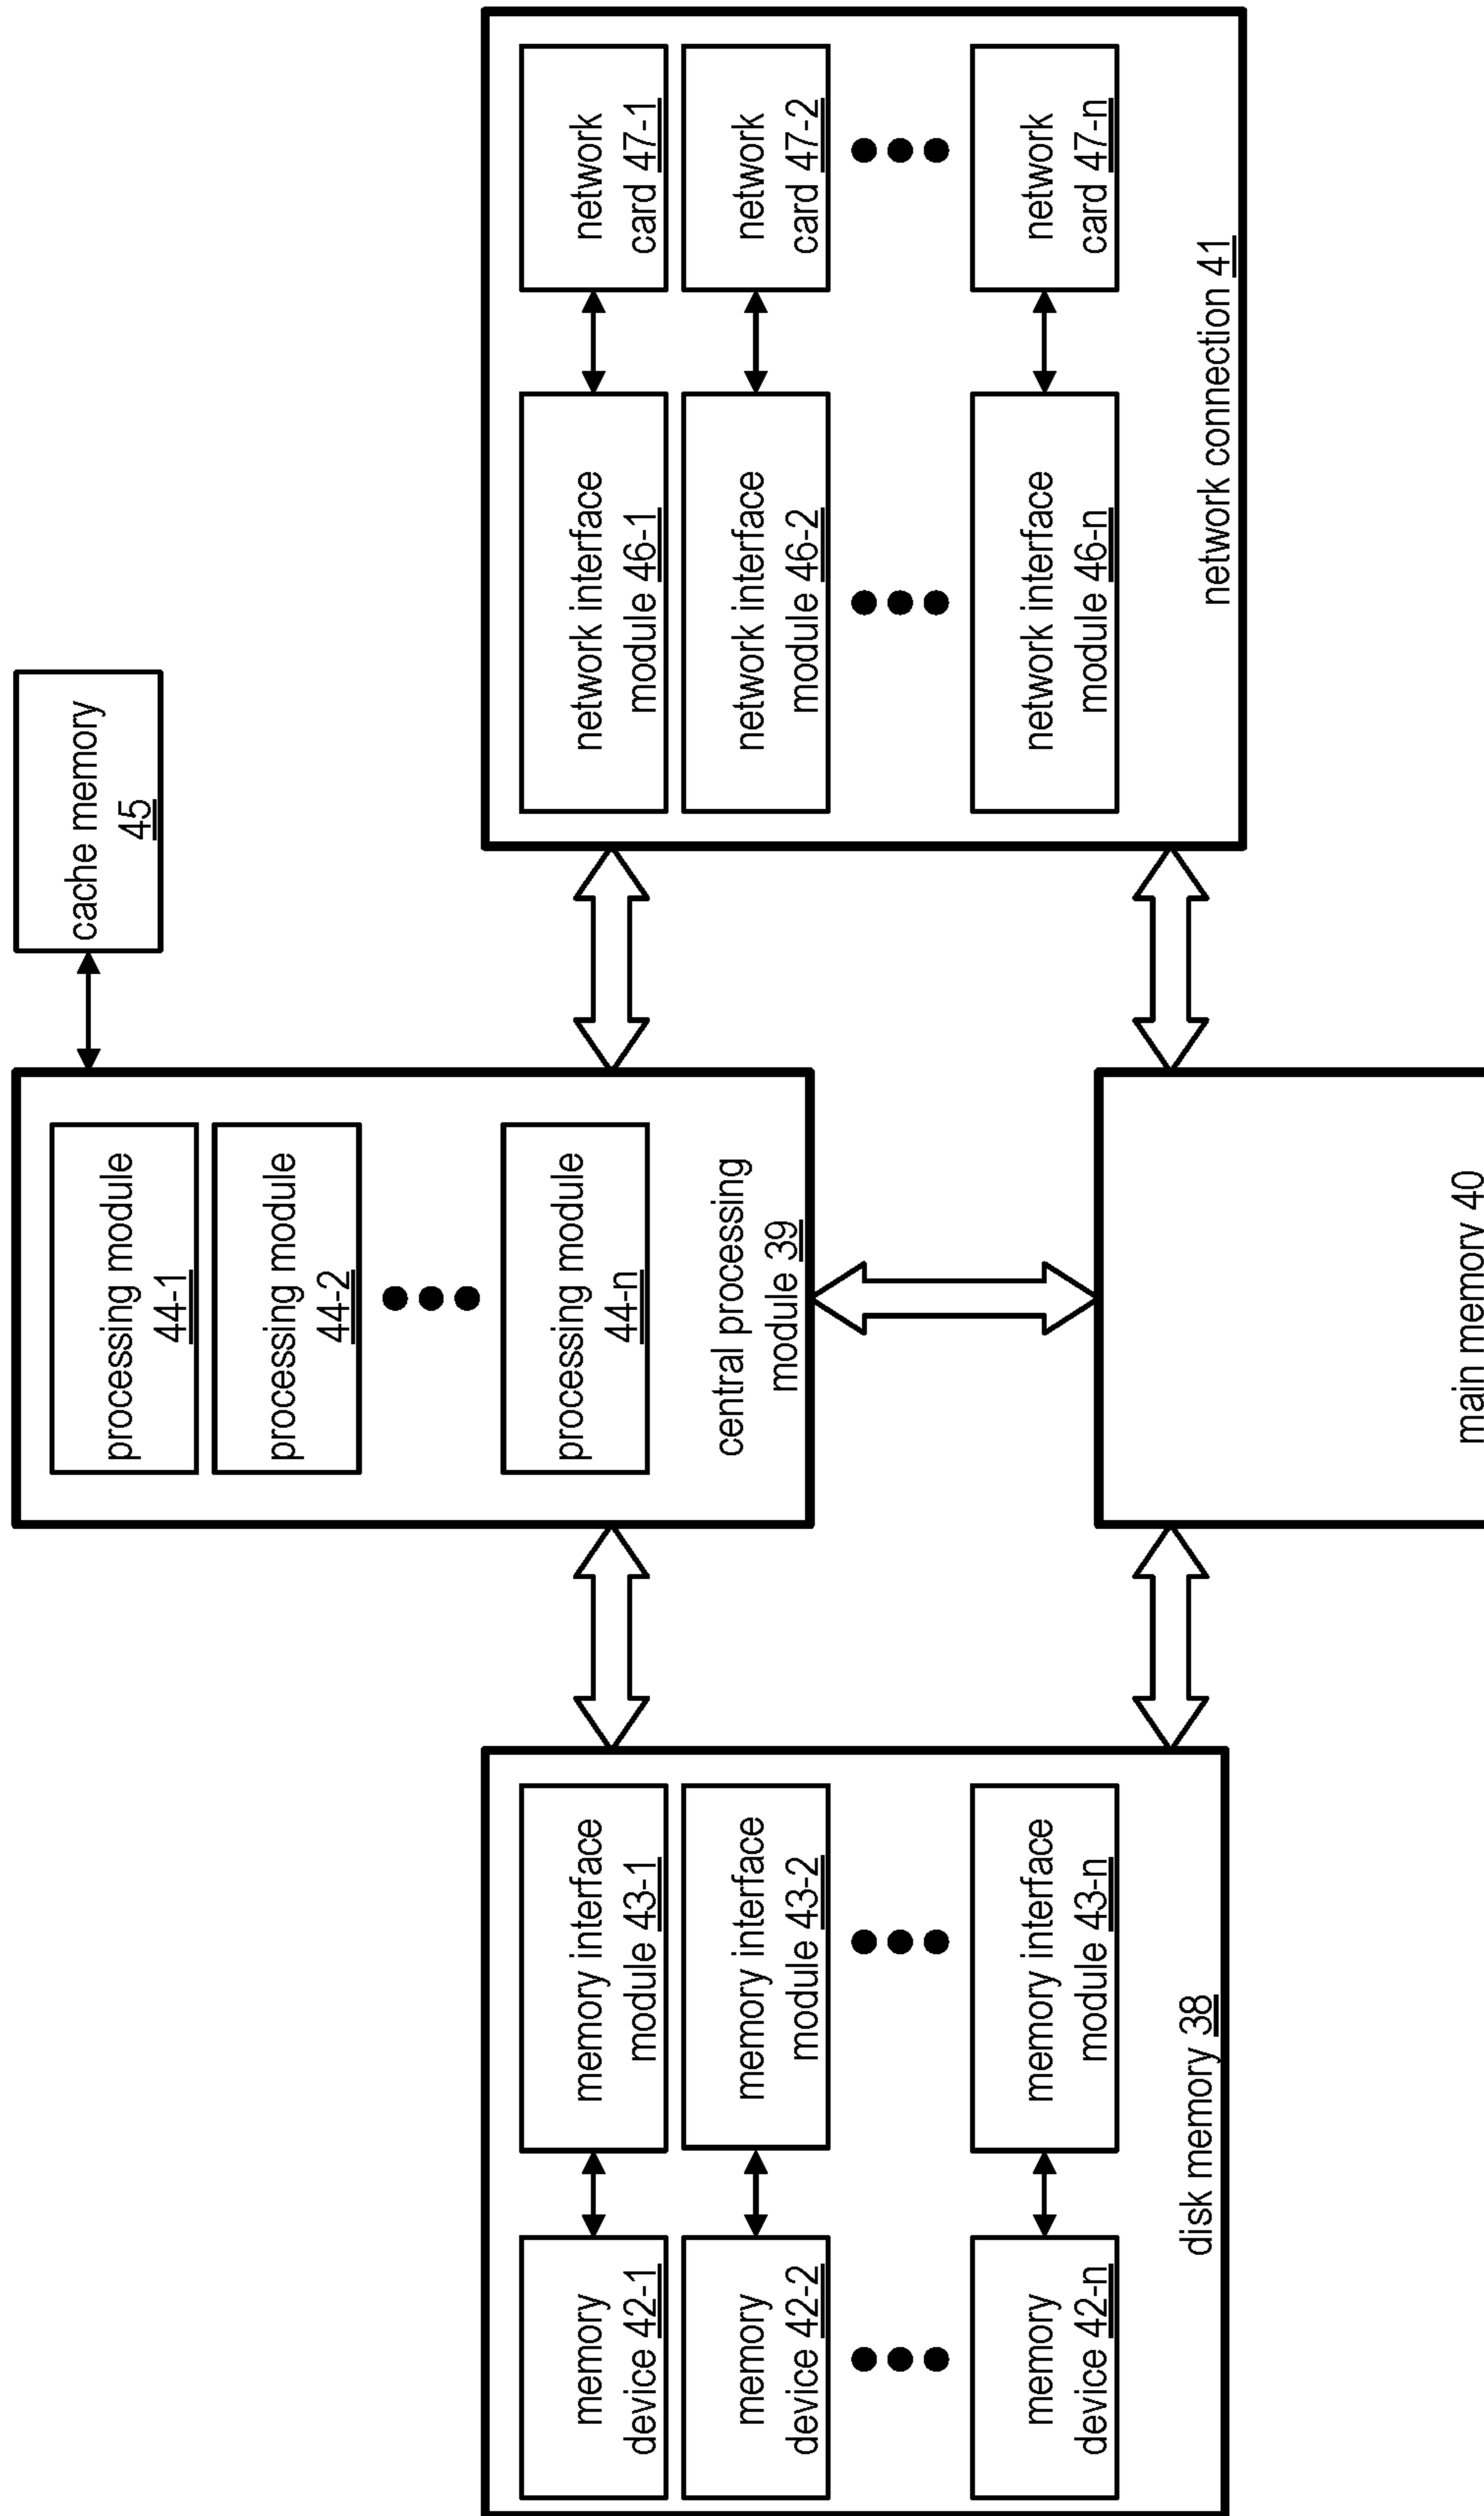 processing module
44-1
processing module
44-2
processing module
44-n
central processing
module 39
cache memory
45
memory
device 42-1
memory
device 42-2
memory
device 42-n
memory interface
module 43-1
memory interface
module 43-2
memory interface
module 43-n
disk memory 38
network interface
module 46-1
network interface
module 46-2
network interface
module 46-n
network
card 47-1
network
card 47-2
network
card 47-n
network connection 41
main memory 40